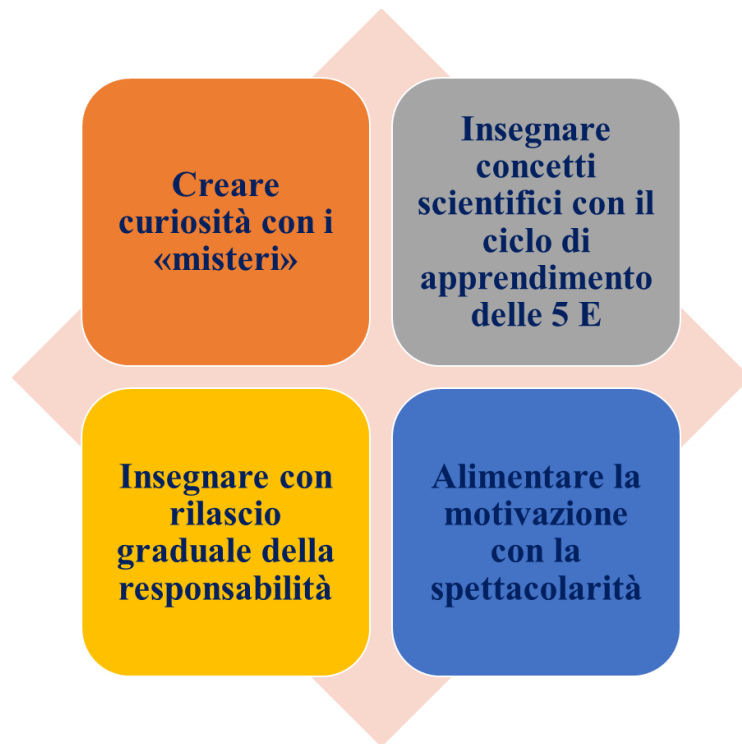 Creare
curiosità con i
«misteri»
Insegnare
concetti
scientifici con il
ciclo di
apprendimento
delle 5 E
Insegnare con
rilascio
graduale della
responsabilità
Alimentare la
motivazione
con la
spettacolarità